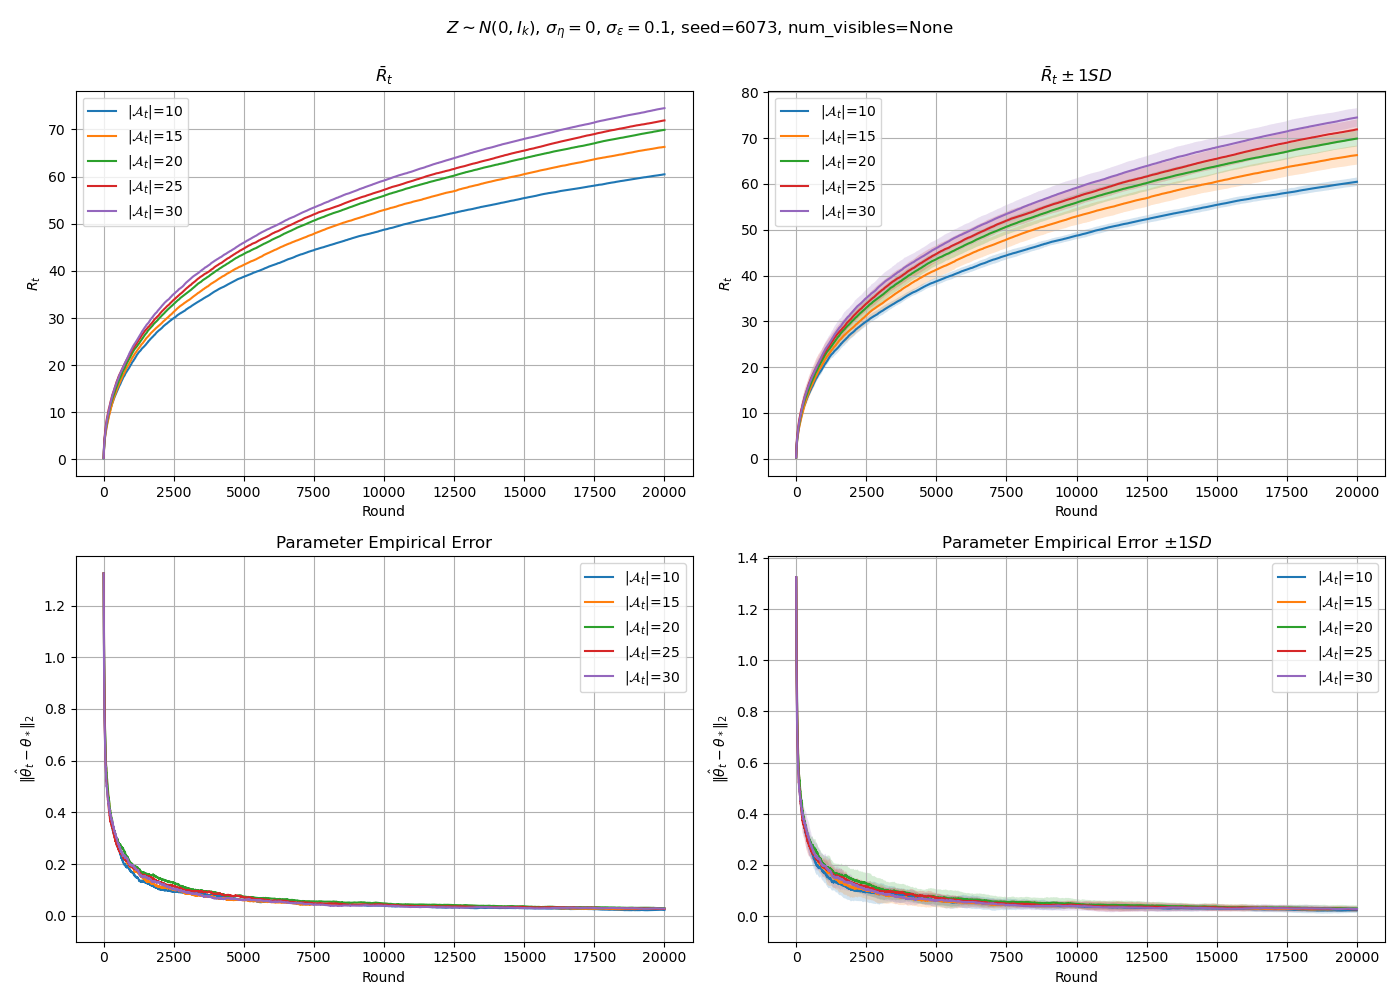 Z ∼ N(0, I_k), σ_η = 0, σ_ε = 0.1, seed=6073, num_visibles=None
R̄_t
|𝒜_t|=10
|𝒜_t|=15
|𝒜_t|=20
|𝒜_t|=25
|𝒜_t|=30
R_t
70
60
50
40
30
20
10
0
0 2500 5000 7500 10000 12500 15000 17500 20000
Round
R̄_t ± 1SD
|𝒜_t|=10
|𝒜_t|=15
|𝒜_t|=20
|𝒜_t|=25
|𝒜_t|=30
R_t
80
70
60
50
40
30
20
10
0
0 2500 5000 7500 10000 12500 15000 17500 20000
Round
Parameter Empirical Error
|𝒜_t|=10
|𝒜_t|=15
|𝒜_t|=20
|𝒜_t|=25
|𝒜_t|=30
‖θ̂_t − θ_*‖_2
1.2
1.0
0.8
0.6
0.4
0.2
0.0
0 2500 5000 7500 10000 12500 15000 17500 20000
Round
Parameter Empirical Error ±1SD
|𝒜_t|=10
|𝒜_t|=15
|𝒜_t|=20
|𝒜_t|=25
|𝒜_t|=30
‖θ̂_t − θ_*‖_2
1.4
1.2
1.0
0.8
0.6
0.4
0.2
0.0
0 2500 5000 7500 10000 12500 15000 17500 20000
Round